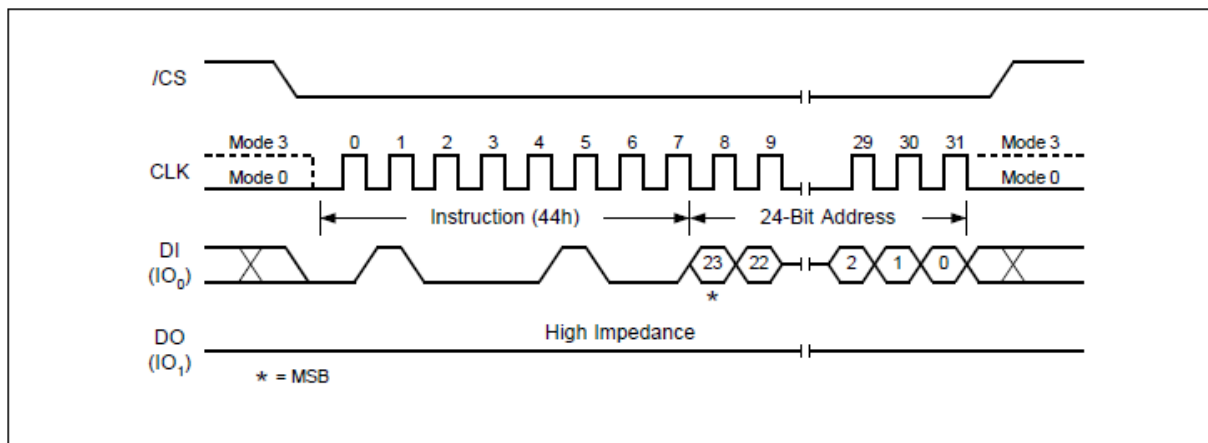 /CS
Mode 3 0 1 2 3 4 5 6 7 8 9 29 30 31 Mode 3
CLK Mode 0 Mode 0
Instruction (44h) 24-Bit Address
DI
(IO0) 23 22 2 1 0
*
DO High Impedance
(IO1)
* = MSB